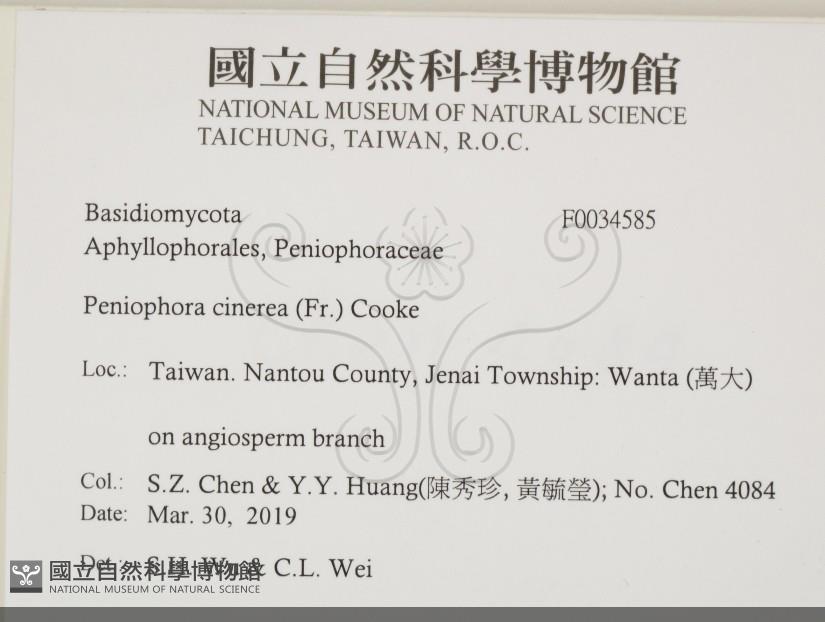 國立自然科學博物館
NATIONAL MUSEUM OF NATURAL SCIENCE
TAICHUNG, TAIWAN, R.O.C.
Basidiomycota F0034585
Aphyllophorales, Peniophoraceae
Peniophora cinerea (Fr.) Cooke
Loc.: Taiwan. Nantou County, Jenai Township: Wanta (萬大)
on angiosperm branch
Col.: S.Z. Chen & Y.Y. Huang(陳秀珍, 黃毓瑩); No. Chen 4084
Date: Mar. 30, 2019
Det.: S.H. Wu & C.L. Wei
國立自然科學博物館
NATIONAL MUSEUM OF NATURAL SCIENCE